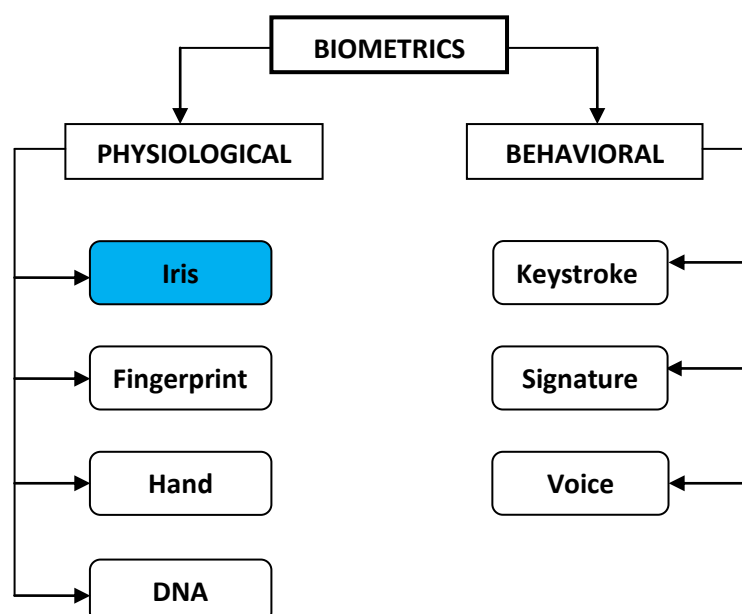 BIOMETRICS
PHYSIOLOGICAL
BEHAVIORAL
Iris
Keystroke
Fingerprint
Signature
Hand
Voice
DNA